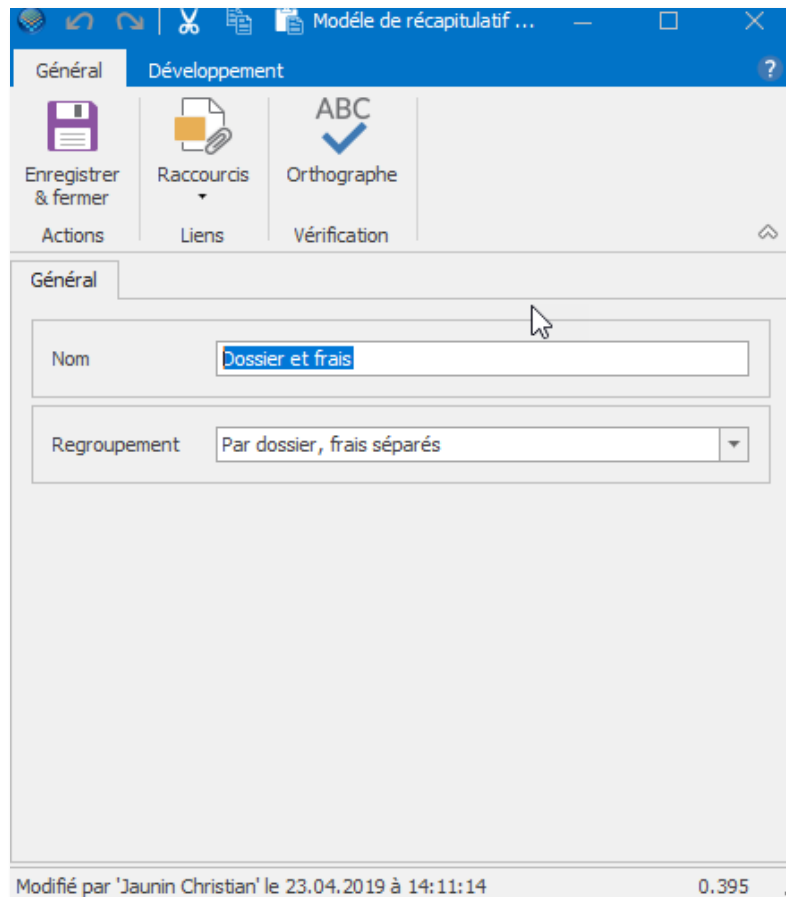 Modéle de récapitulatif ...
Général Développement ?
ABC
Enregistrer & fermer
Raccourcis
Orthographe
Actions Liens Vérification
Général
Nom Dossier et frais
Regroupement Par dossier, frais séparés
Modifié par 'Jaunin Christian' le 23.04.2019 à 14:11:14 0.395